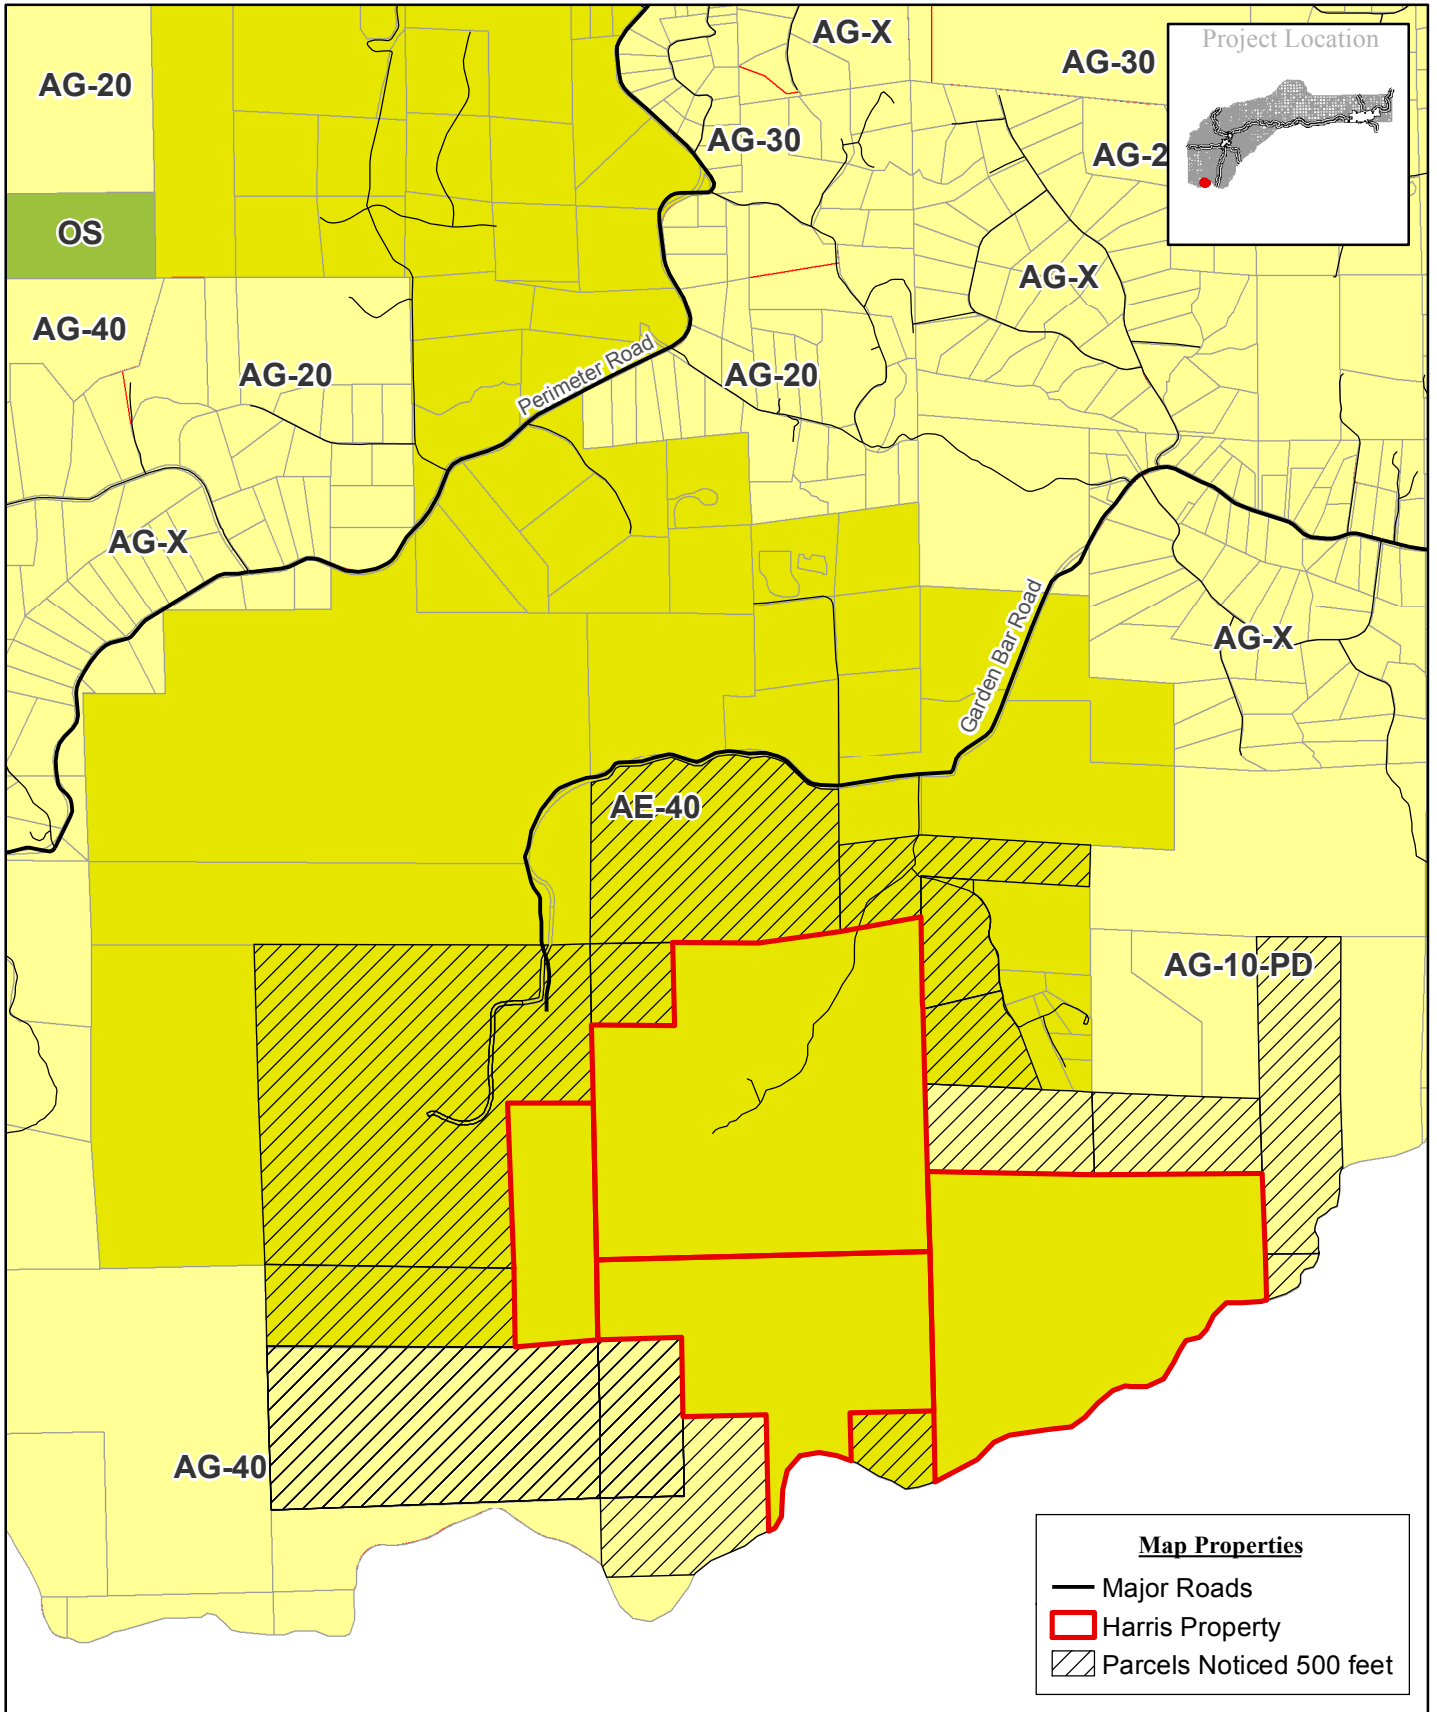 AG-X
Project Location
AG-20
AG-30
AG-30
AG-2
OS
AG-X
AG-40
AG-20
Perimeter Road
AG-20
AG-X
Garden Bar Road
AG-X
AE-40
AG-10-PD
AG-40
Map Properties
Major Roads
Harris Property
Parcels Noticed 500 feet